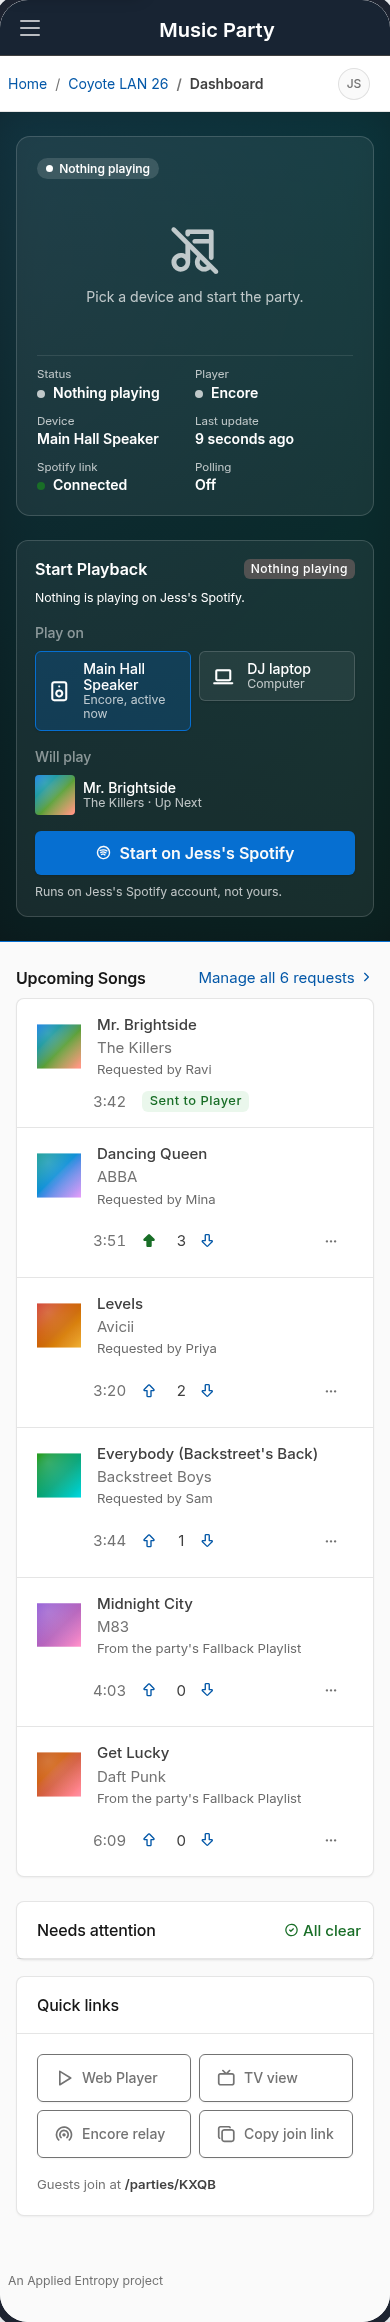 Music Party
Home / Coyote LAN 26 / Dashboard
JS
Nothing playing
Pick a device and start the party.
Status
Nothing playing
Player
Encore
Device
Main Hall Speaker
Last update
9 seconds ago
Spotify link
Connected
Polling
Off
Start Playback
Nothing playing
Nothing is playing on Jess's Spotify.
Play on
Main Hall
Speaker
Encore, active
now
DJ laptop
Computer
Will play
Mr. Brightside
The Killers · Up Next
Start on Jess's Spotify
Runs on Jess's Spotify account, not yours.
Upcoming Songs
Manage all 6 requests
Mr. Brightside
The Killers
Requested by Ravi
3:42 Sent to Player
Dancing Queen
ABBA
Requested by Mina
3:51 3
Levels
Avicii
Requested by Priya
3:20 2
Everybody (Backstreet's Back)
Backstreet Boys
Requested by Sam
3:44 1
Midnight City
M83
From the party's Fallback Playlist
4:03 0
Get Lucky
Daft Punk
From the party's Fallback Playlist
6:09 0
Needs attention
All clear
Quick links
Web Player
TV view
Encore relay
Copy join link
Guests join at /parties/KXQB
An Applied Entropy project